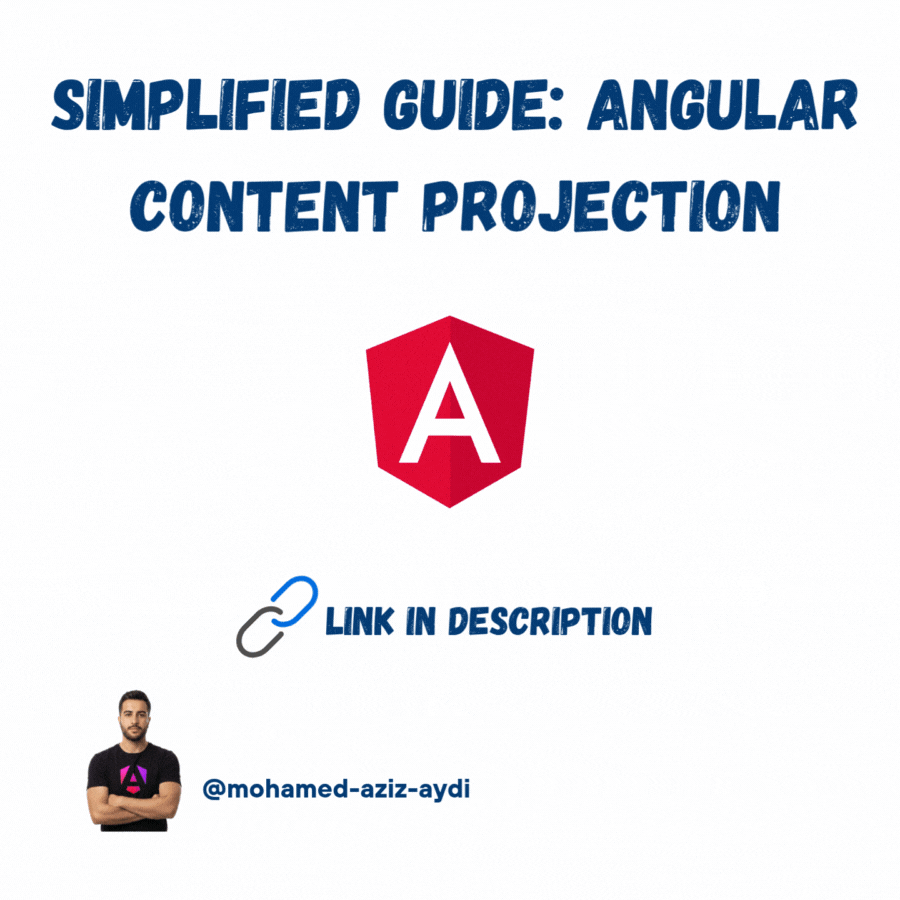 SIMPLIFIED GUIDE: ANGULAR
CONTENT PROJECTION
A
LINK IN DESCRIPTION
@mohamed-aziz-aydi